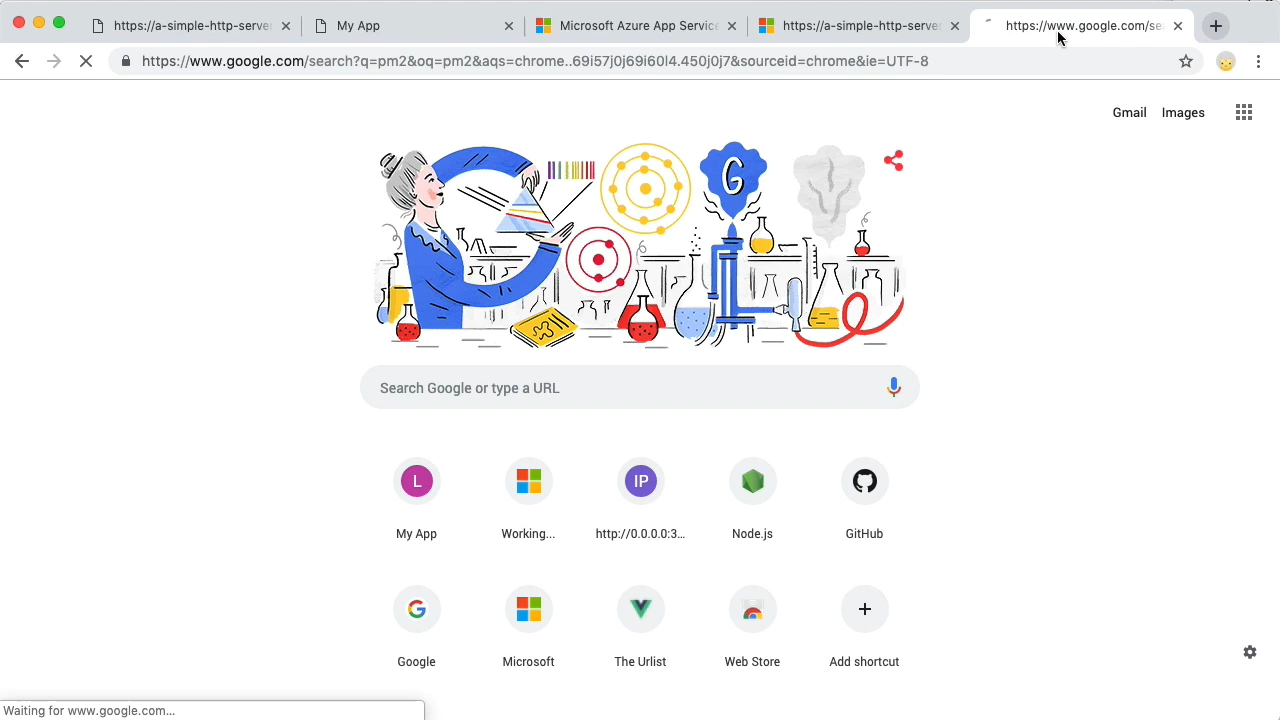 https://a-simple-http-server
My App
Microsoft Azure App Service
https://a-simple-http-server
https://www.google.com/se
https://www.google.com/search?q=pm2&oq=pm2&aqs=chrome..69i57j0j69i60l4.450j0j7&sourceid=chrome&ie=UTF-8
Gmail Images
G
Search Google or type a URL
L
IP
My App
Working...
http://0.0.0.0:3...
Node.js
GitHub
Google
Microsoft
The Urlist
Web Store
Add shortcut
Waiting for www.google.com...